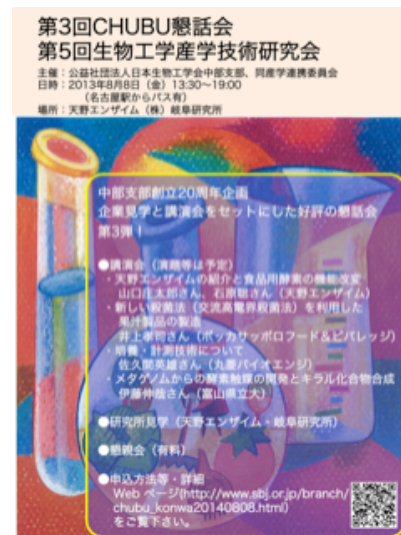 第3回CHUBU懇話会
第5回生物工学産学技術研究会
主催：公益社団法人日本生物工学会中部支部、同産学連携委員会
日時：2013年8月8日（金）13:30〜19:00
（名古屋駅からバス有）
場所：天野エンザイム（株）岐阜研究所
中部支部創立20周年企画
企業見学と講演会をセットにした好評の懇話会
第3弾！
●講演会（演題等は予定）
・天野エンザイムの紹介と食品用酵素の機能改変
山口庄太郎さん、石原聡さん（天野エンザイム）
・新しい殺菌法（交流高電界殺菌法）を利用した
果汁製品の製造
井上孝司さん（ポッカサッポロフード＆ビバレッジ）
・培養・計測技術について
佐久間英雄さん（丸菱バイオエンジ）
・メタゲノムからの酵素触媒の開発とキラル化合物合成
伊藤伸哉さん（富山県立大）
●研究所見学（天野エンザイム・岐阜研究所）
●懇親会（有料）
●申込方法等・詳細
Web ページ(http://www.sbj.or.jp/branch/
chubu_konwa20140808.html)
をご覧下さい。